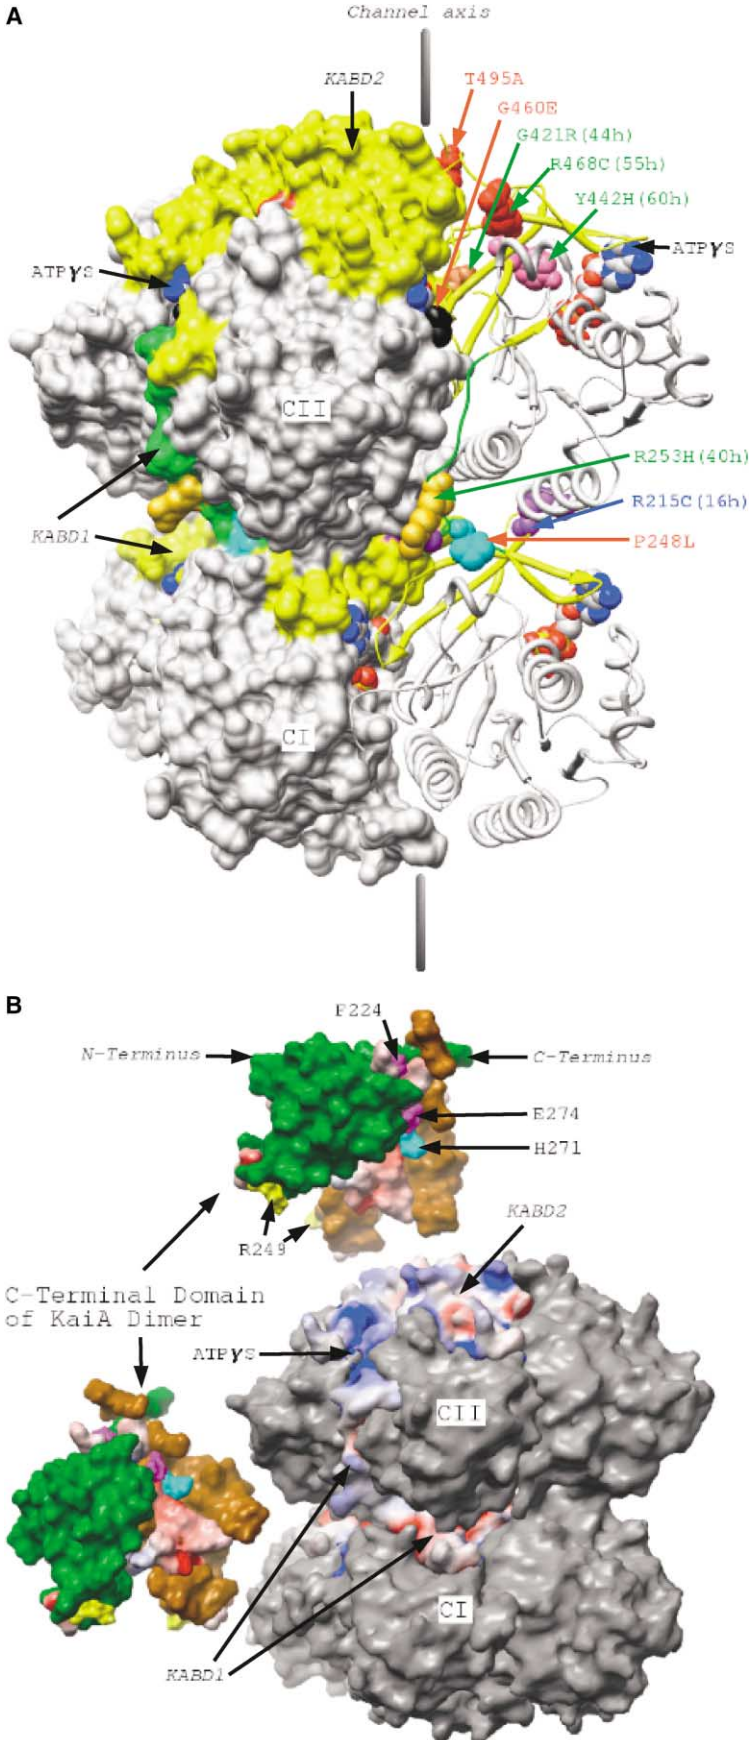 A
Channel axis
KABD2
T495A
G460E
G421R(44h)
R468C(55h)
Y442H(60h)
ATPγS
ATPγS
CII
R253H(40h)
R215C(16h)
KABD1
P248L
CI
B
F224
N-Terminus
C-Terminus
E274
H271
KABD2
R249
C-Terminal Domain
of KaiA Dimer
ATPγS
CII
CI
KABD1